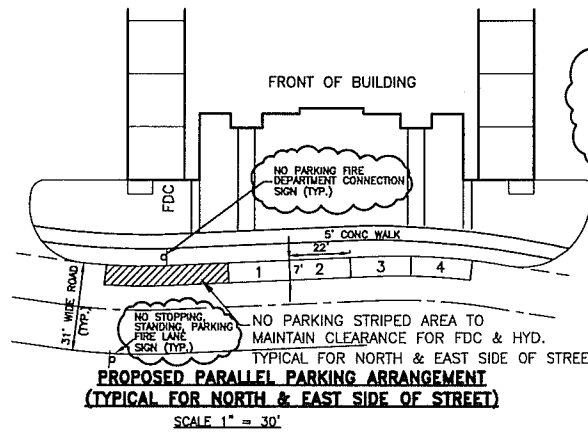 FRONT OF BUILDING
FDC
NO PARKING FIRE
DEPARTMENT CONNECTION
SIGN (TYP.)
5' CONC WALK
22'
1
7'
2
3
4
31' WIDE ROAD
(TYP.)
NO STOPPING,
STANDING, PARKING
FIRE LANE
SIGN (TYP.)
NO PARKING STRIPED AREA TO
MAINTAIN CLEARANCE FOR FDC & HYD.
TYPICAL FOR NORTH & EAST SIDE OF STREE
PROPOSED PARALLEL PARKING ARRANGEMENT
(TYPICAL FOR NORTH & EAST SIDE OF STREET)
SCALE 1" = 30'